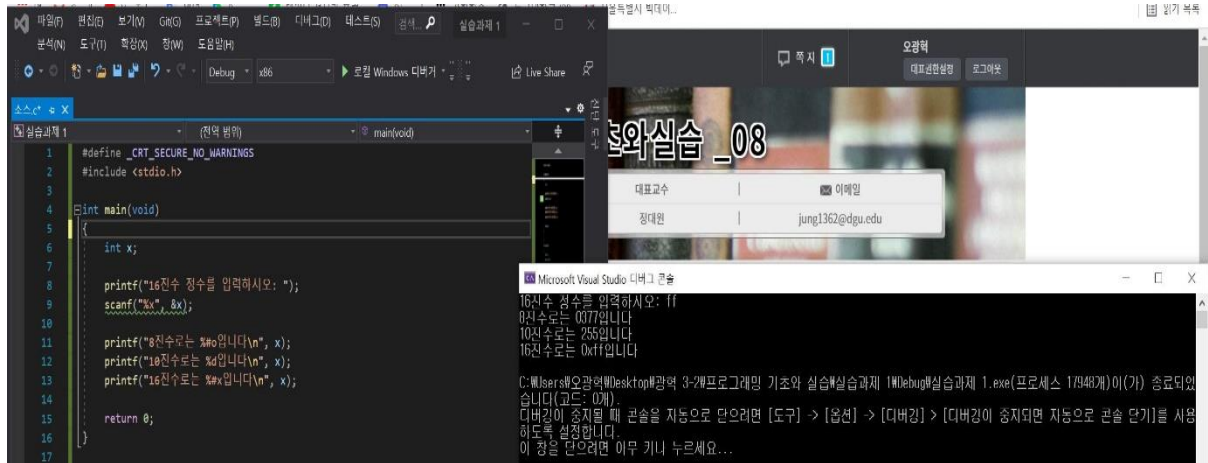 파일(F) 편집(E) 보기(V) Git(G) 프로젝트(P) 빌드(B) 디버그(D) 테스트(S) 검색... 실습과제 1
분석(N) 도구(T) 확장(X) 창(W) 도움말(H)
Debug x86 로컬 Windows 디버거 Live Share
소스.c*
실습과제 1 (전역 범위) main(void)
진단 도구
1 #define _CRT_SECURE_NO_WARNINGS
2 #include <stdio.h>
3
4 int main(void)
5 {
6 int x;
7
8 printf("16진수 정수를 입력하시오: ");
9 scanf("%x", &x);
10
11 printf("8진수로는 %#o입니다\n", x);
12 printf("10진수로는 %d입니다\n", x);
13 printf("16진수로는 %#x입니다\n", x);
14
15 return 0;
16 }
17
읽기 목록
쪽지 1
오광혁
대표권한설정 로그아웃
초와실습 _08
대표교수 | 이메일
정대원 | jung1362@dgu.edu
Microsoft Visual Studio 디버그 콘솔
16진수 정수를 입력하시오: ff
8진수로는 0377입니다
10진수로는 255입니다
16진수로는 0xff입니다
C:₩Users₩오광혁₩Desktop₩광혁 3-2₩프로그래밍 기초와 실습₩실습과제 1₩Debug₩실습과제 1.exe(프로세스 17948개)이(가) 종료되었
습니다(코드: 0개).
디버깅이 중지될 때 콘솔을 자동으로 닫으려면 [도구] -> [옵션] -> [디버깅] > [디버깅이 중지되면 자동으로 콘솔 닫기]를 사용
하도록 설정합니다.
이 창을 닫으려면 아무 키나 누르세요...